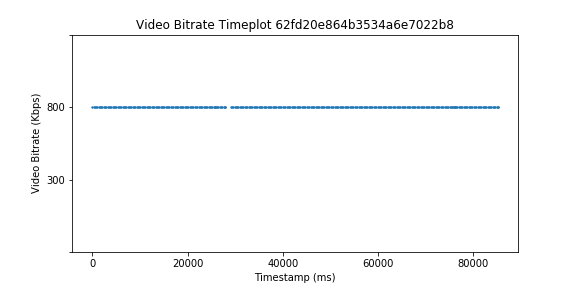 Video Bitrate Timeplot 62fd20e864b3534a6e7022b8
Video Bitrate (Kbps)
800
300
0 20000 40000 60000 80000
Timestamp (ms)